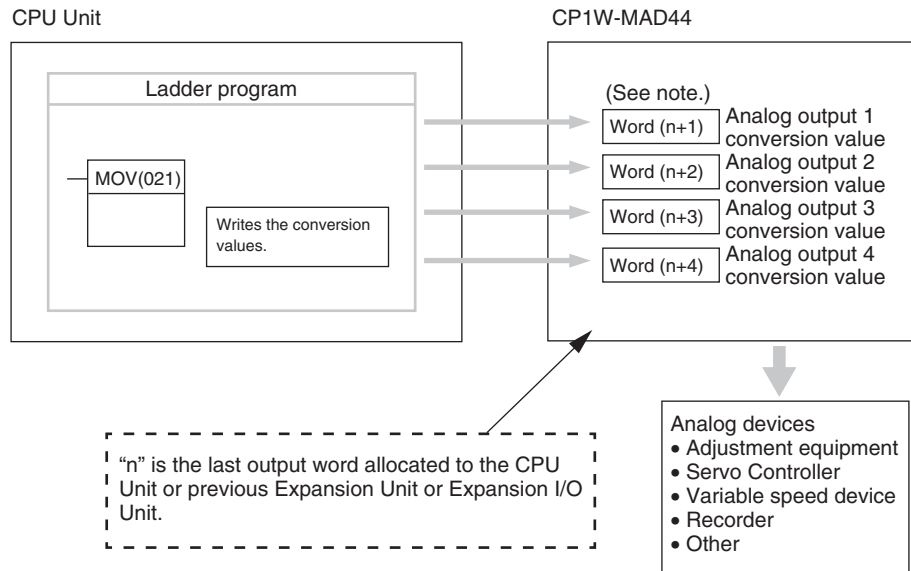 CPU Unit
CP1W-MAD44
Ladder program
MOV(021)
Writes the conversion
values.
(See note.)
Word (n+1)
Analog output 1
conversion value
Word (n+2)
Analog output 2
conversion value
Word (n+3)
Analog output 3
conversion value
Word (n+4)
Analog output 4
conversion value
“n” is the last output word allocated to the CPU
Unit or previous Expansion Unit or Expansion I/O
Unit.
Analog devices
• Adjustment equipment
• Servo Controller
• Variable speed device
• Recorder
• Other